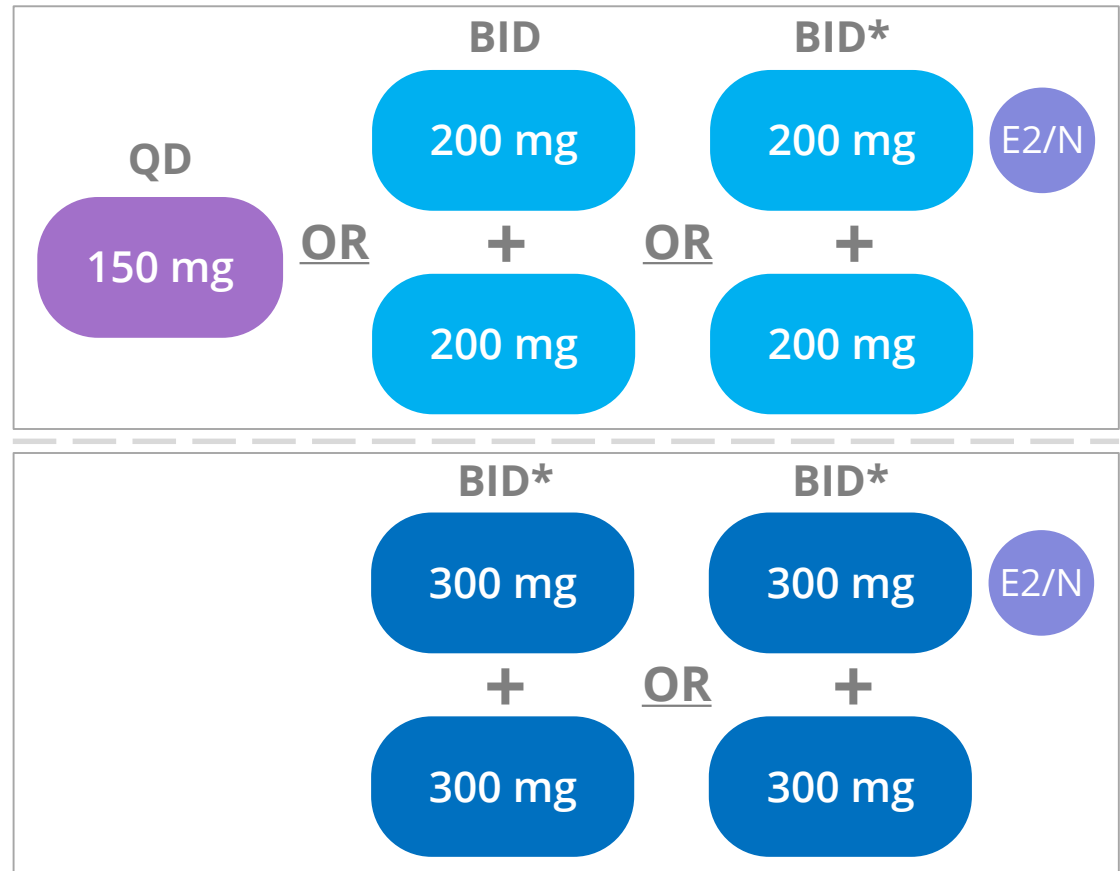 BID BID*
200 mg 200 mg E2/N
QD
150 mg OR + OR +
200 mg 200 mg
BID* BID*
300 mg 300 mg E2/N
+ OR +
300 mg 300 mg